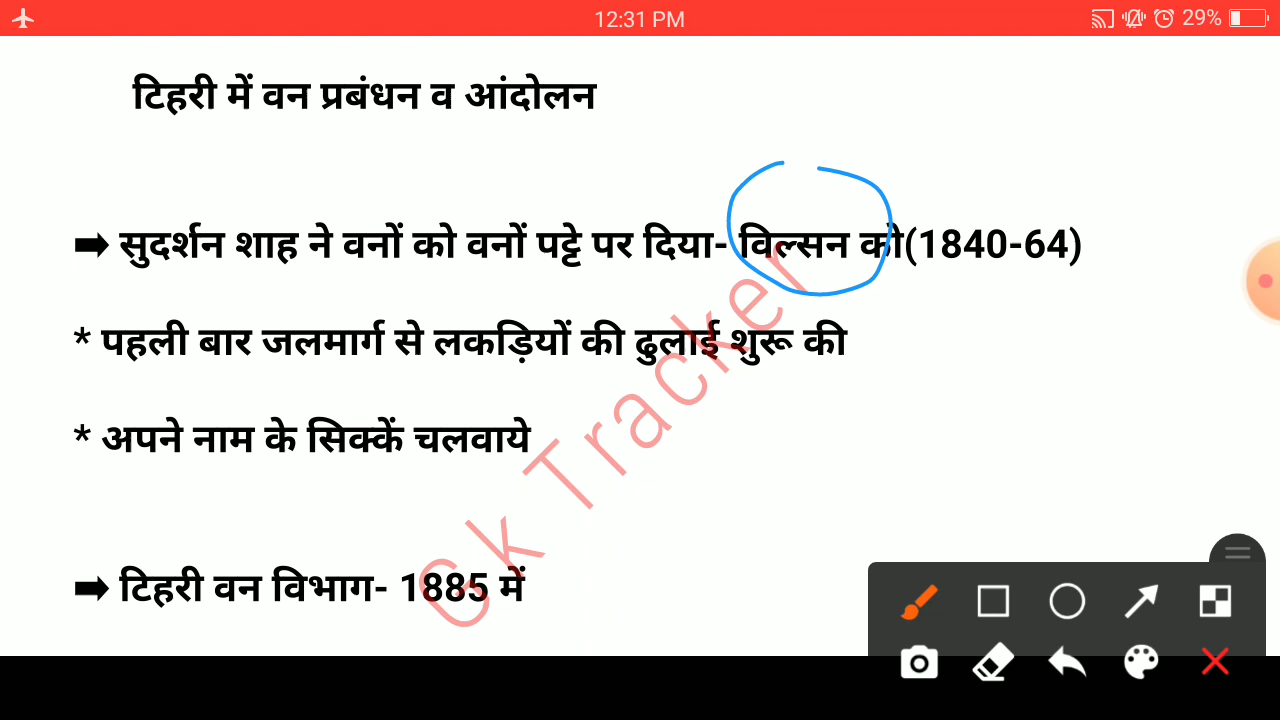 12:31 PM
29%
टिहरी में वन प्रबंधन व आंदोलन
➡ सुदर्शन शाह ने वनों को वनों पट्टे पर दिया- विल्सन को(1840-64)
* पहली बार जलमार्ग से लकड़ियों की ढुलाई शुरू की
* अपने नाम के सिक्कें चलवाये
➡ टिहरी वन विभाग- 1885 में
Gk Tracker